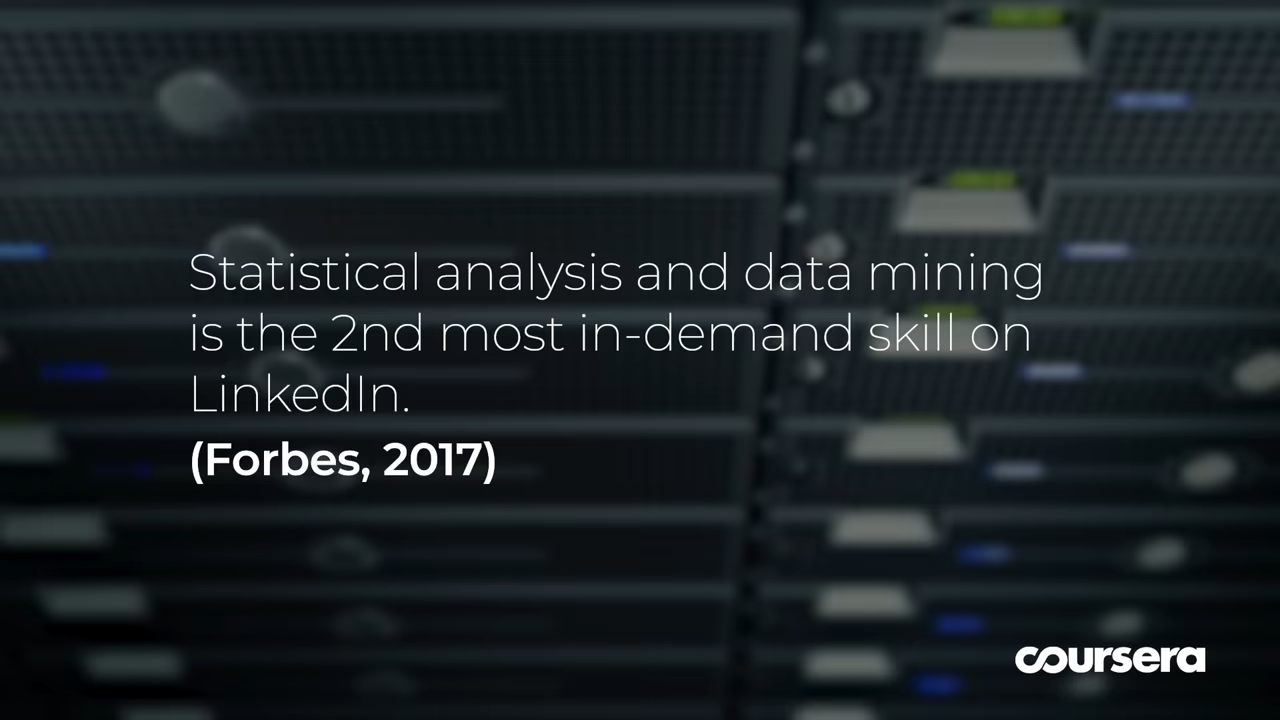 Statistical analysis and data mining
is the 2nd most in-demand skill on
LinkedIn.
(Forbes, 2017)
coursera